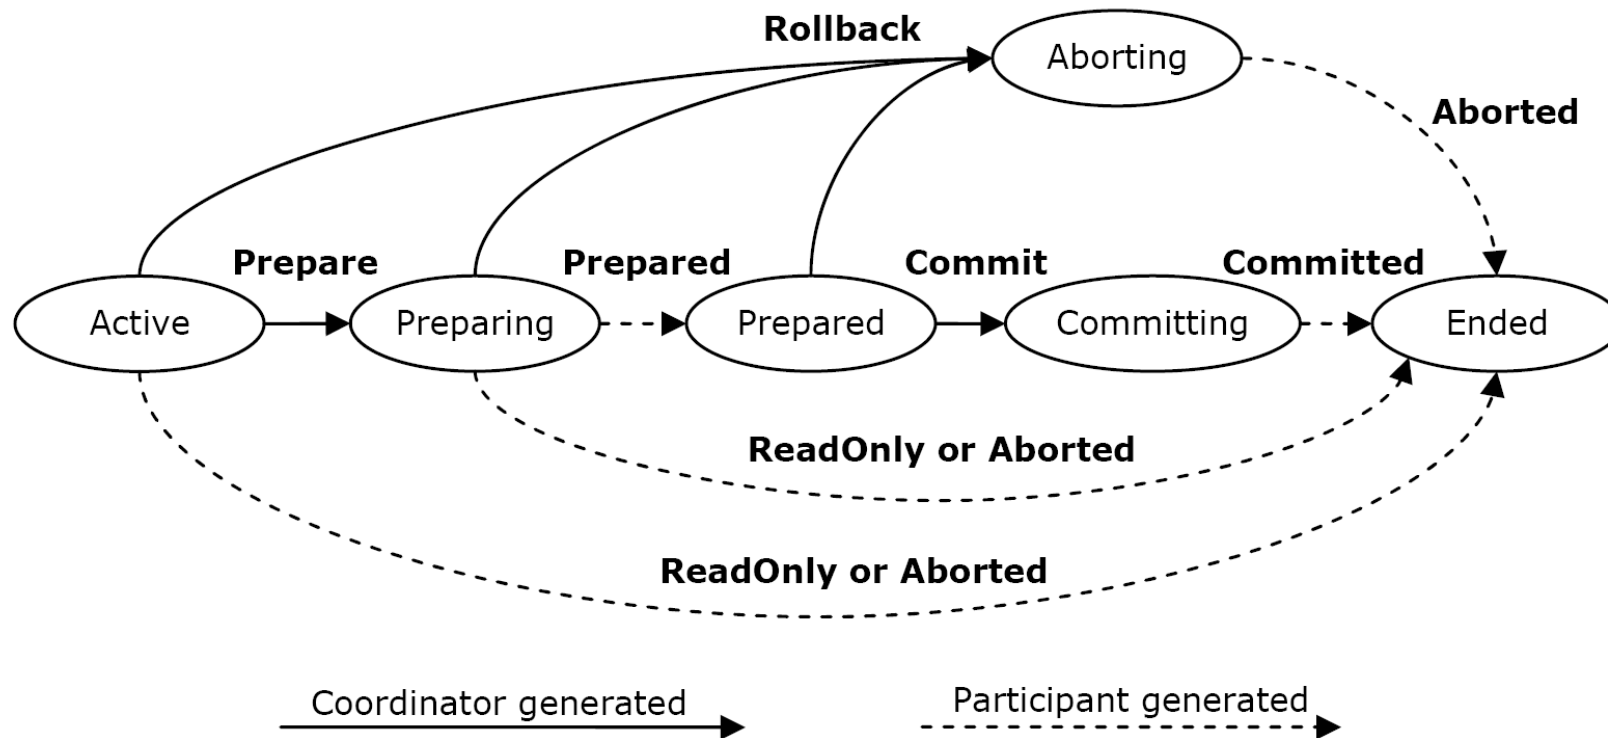 Rollback
Aborting
Aborted
Prepare
Prepared
Commit
Committed
Active
Preparing
Prepared
Committing
Ended
ReadOnly or Aborted
ReadOnly or Aborted
Coordinator generated
Participant generated